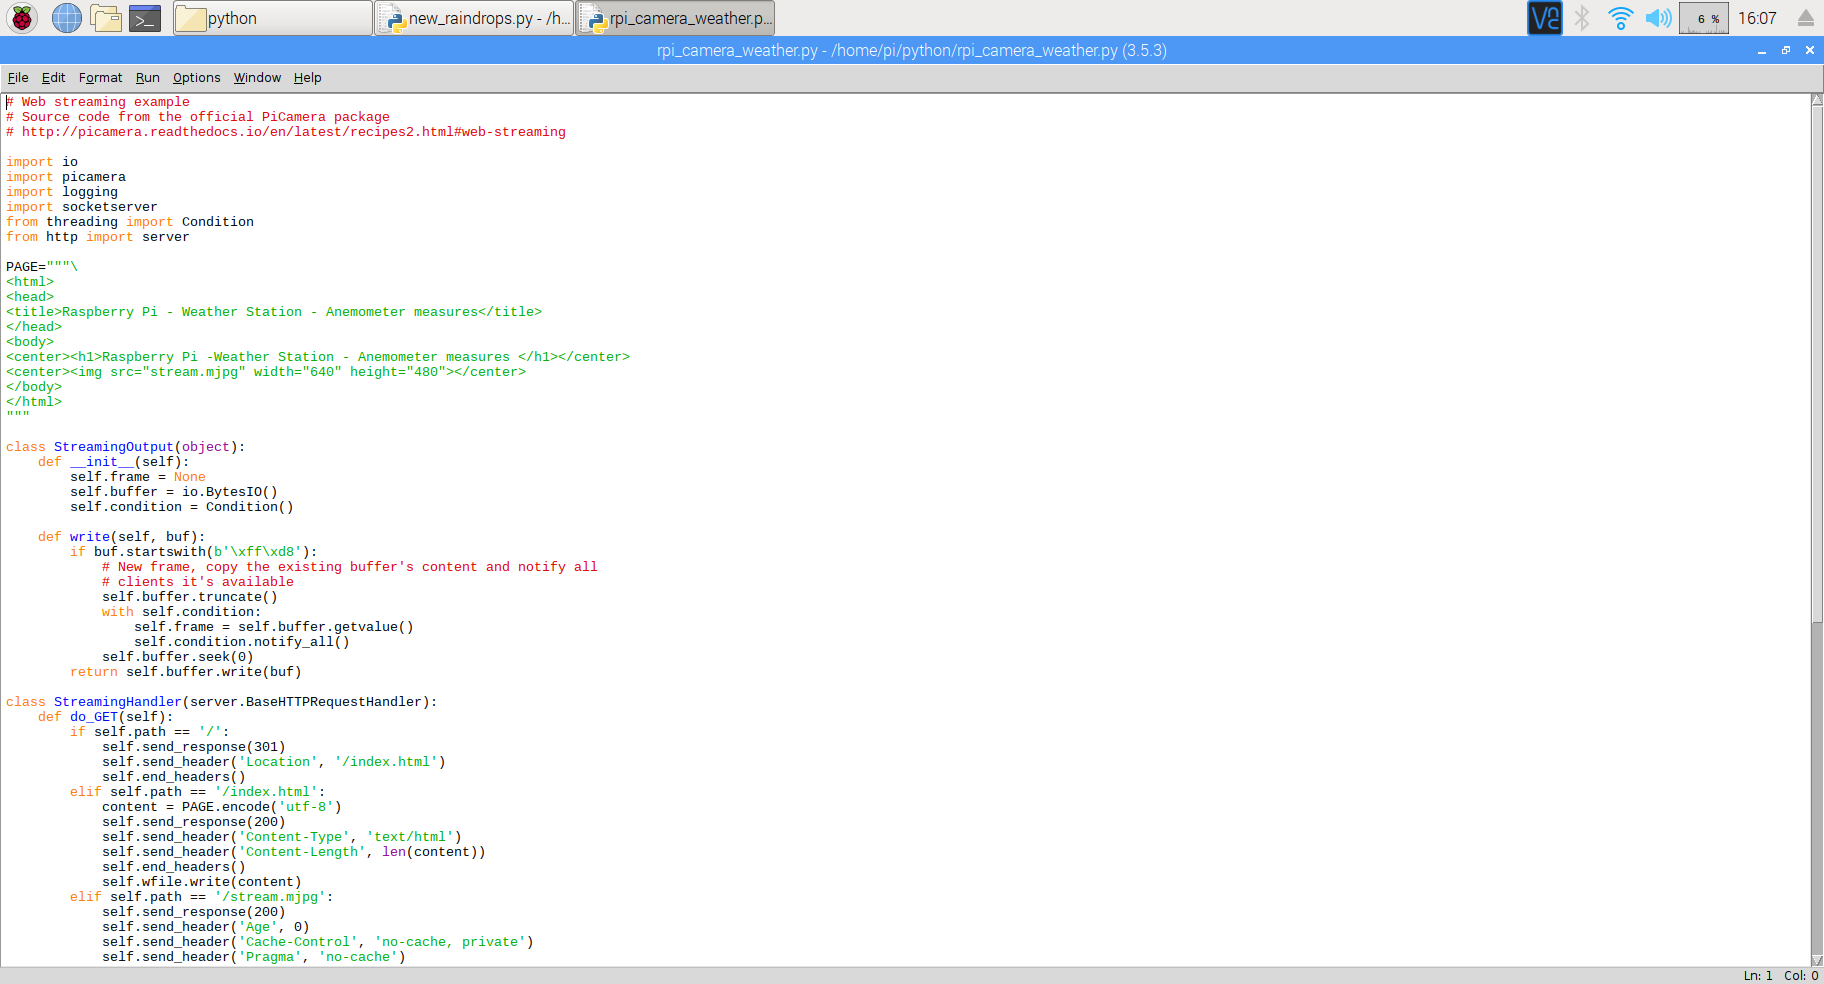 python
new_raindrops.py - /h...
rpi_camera_weather.p...
V2
6 %
16:07
rpi_camera_weather.py - /home/pi/python/rpi_camera_weather.py (3.5.3)
File Edit Format Run Options Window Help
# Web streaming example
# Source code from the official PiCamera package
# http://picamera.readthedocs.io/en/latest/recipes2.html#web-streaming

import io
import picamera
import logging
import socketserver
from threading import Condition
from http import server

PAGE="""\
<html>
<head>
<title>Raspberry Pi - Weather Station - Anemometer measures</title>
</head>
<body>
<center><h1>Raspberry Pi -Weather Station - Anemometer measures </h1></center>
<center><img src="stream.mjpg" width="640" height="480"></center>
</body>
</html>
"""

class StreamingOutput(object):
    def __init__(self):
        self.frame = None
        self.buffer = io.BytesIO()
        self.condition = Condition()

    def write(self, buf):
        if buf.startswith(b'\xff\xd8'):
            # New frame, copy the existing buffer's content and notify all
            # clients it's available
            self.buffer.truncate()
            with self.condition:
                self.frame = self.buffer.getvalue()
                self.condition.notify_all()
            self.buffer.seek(0)
        return self.buffer.write(buf)

class StreamingHandler(server.BaseHTTPRequestHandler):
    def do_GET(self):
        if self.path == '/':
            self.send_response(301)
            self.send_header('Location', '/index.html')
            self.end_headers()
        elif self.path == '/index.html':
            content = PAGE.encode('utf-8')
            self.send_response(200)
            self.send_header('Content-Type', 'text/html')
            self.send_header('Content-Length', len(content))
            self.end_headers()
            self.wfile.write(content)
        elif self.path == '/stream.mjpg':
            self.send_response(200)
            self.send_header('Age', 0)
            self.send_header('Cache-Control', 'no-cache, private')
            self.send_header('Pragma', 'no-cache')
Ln: 1 Col: 0